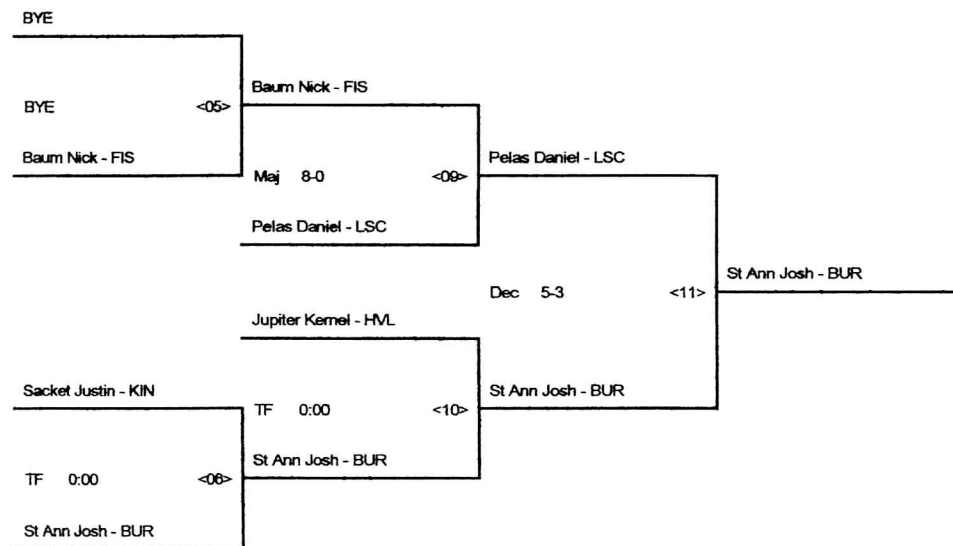 BYE
BYE <05>
Baum Nick - FIS
Baum Nick - FIS
Maj 8-0 <09>
Pelas Daniel - LSC
Pelas Daniel - LSC
Dec 5-3 <11>
St Ann Josh - BUR
Jupiter Kernel - HVL
TF 0:00 <10>
St Ann Josh - BUR
St Ann Josh - BUR
Sacket Justin - KIN
TF 0:00 <06>
St Ann Josh - BUR